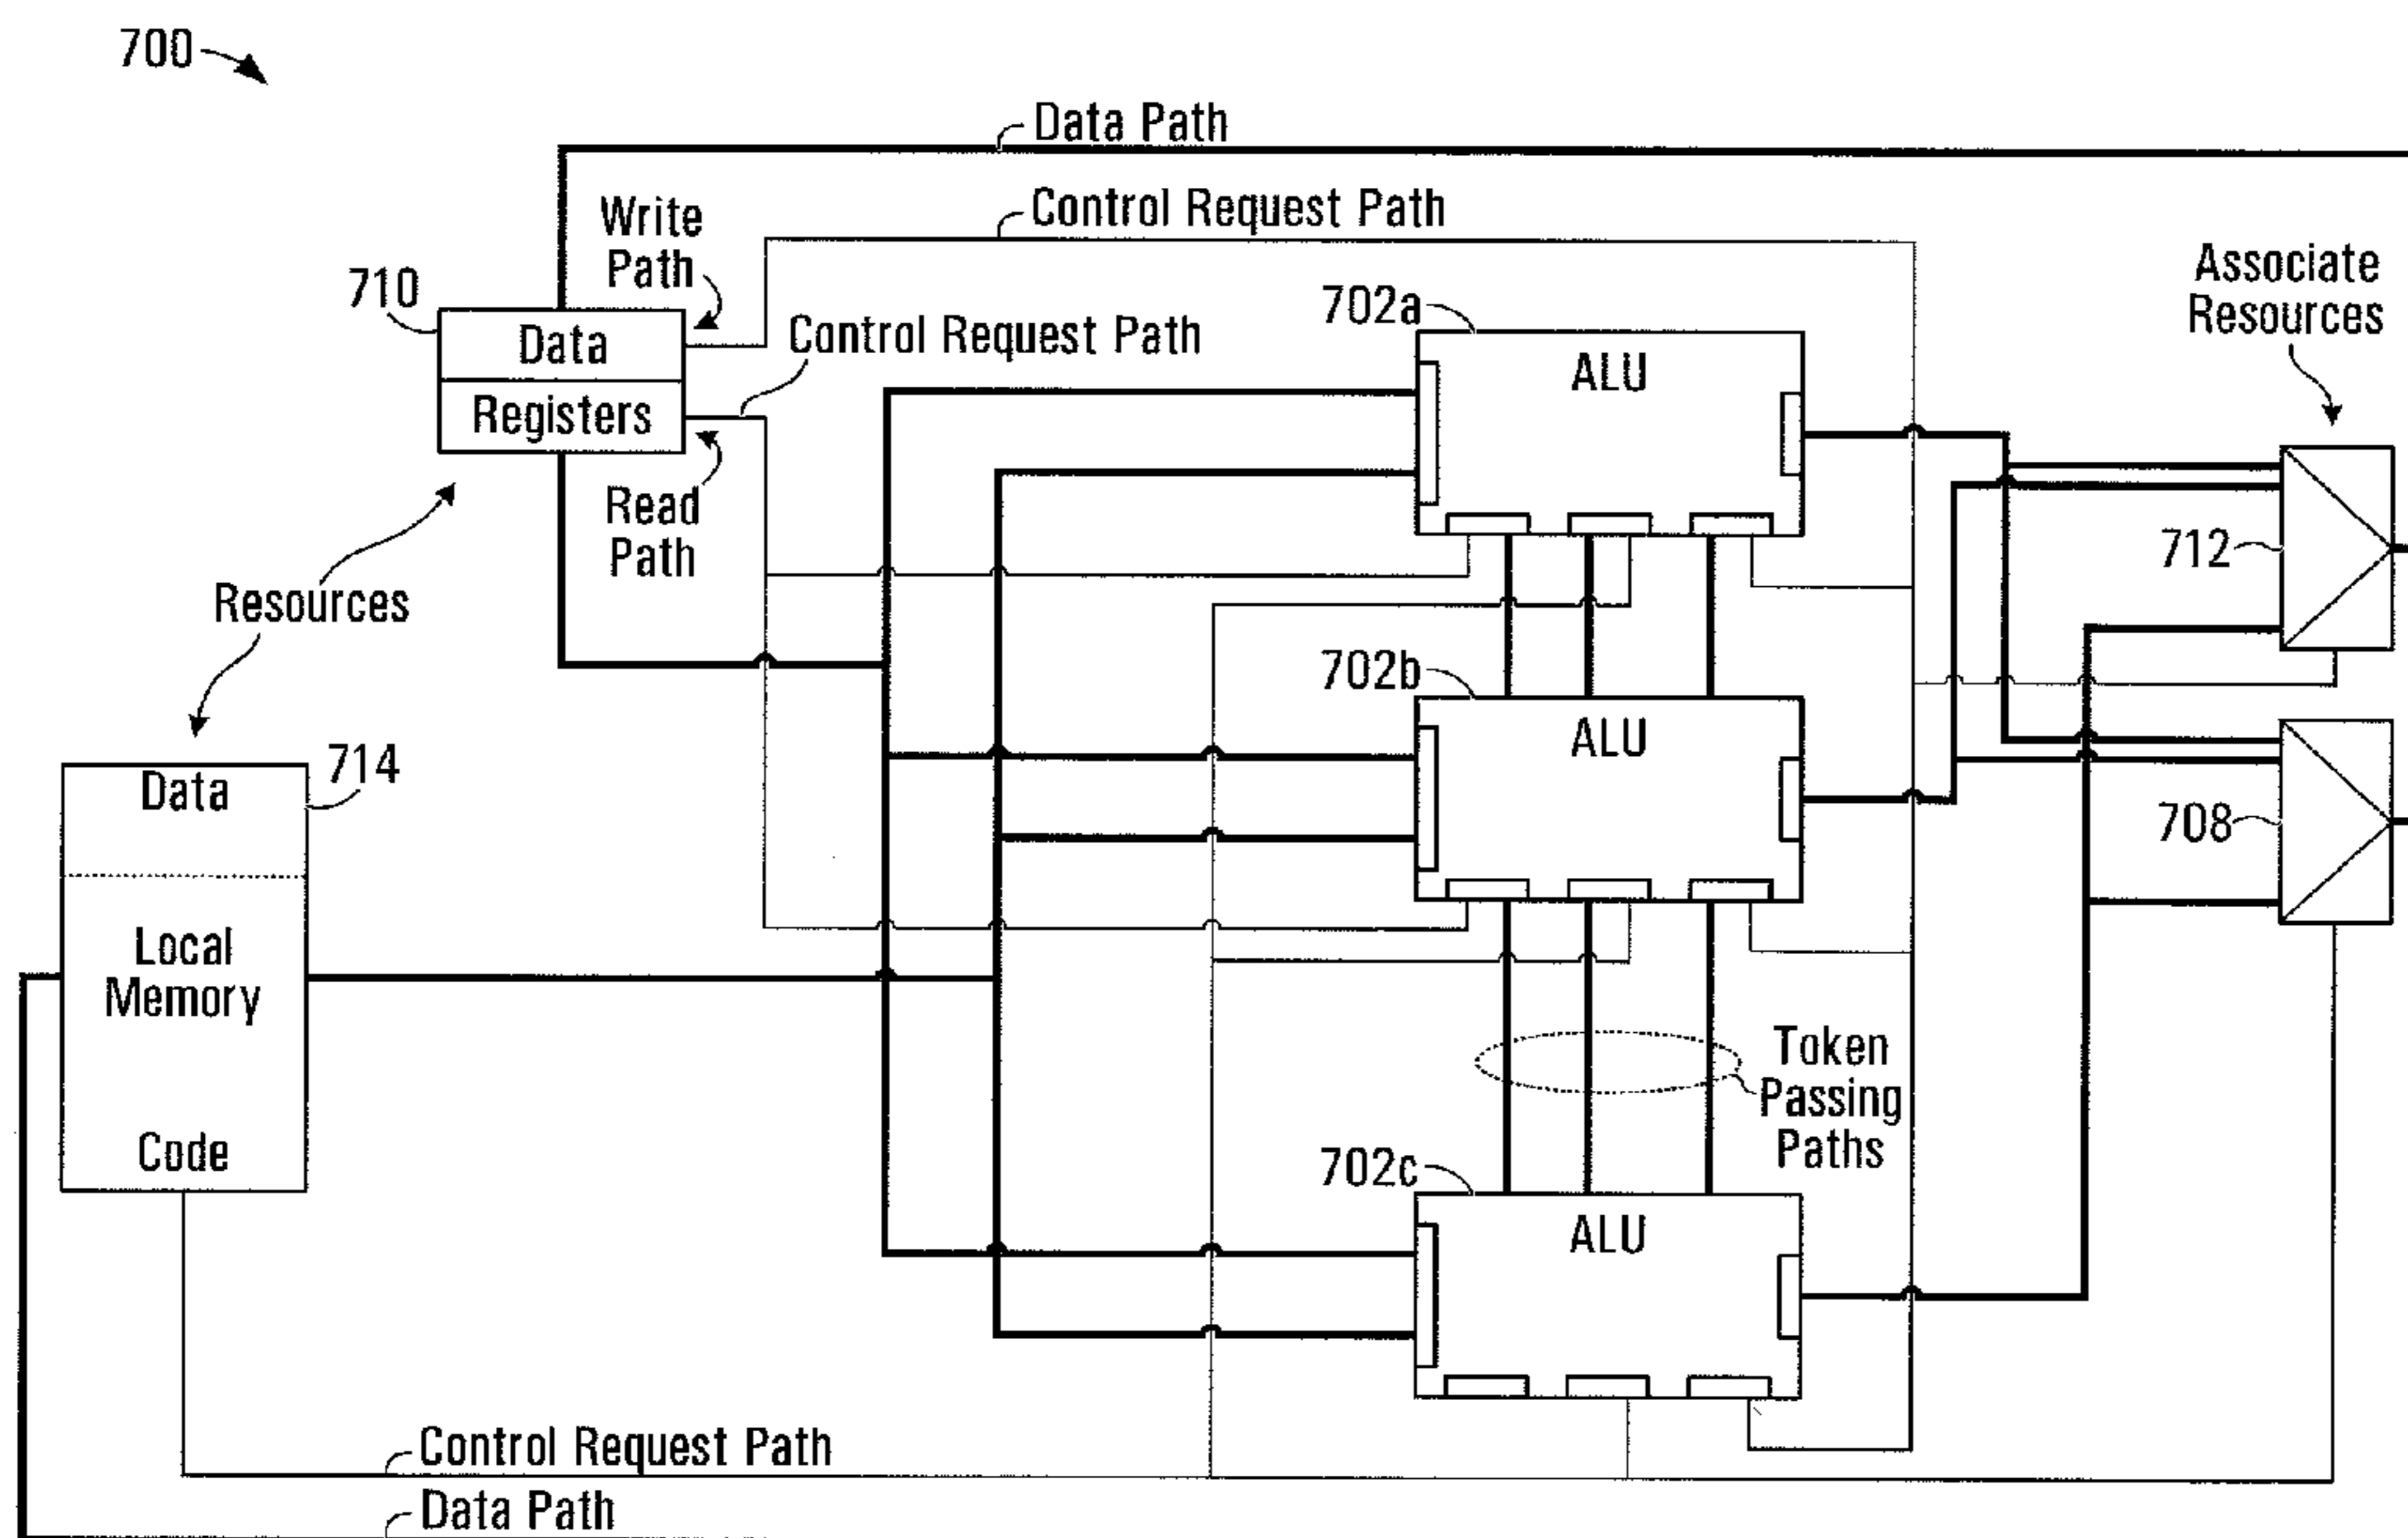 700
Data Path
Write
Path
Control Request Path
710
Data
Registers
Control Request Path
Read
Path
Resources
702a
ALU
Associate
Resources
712
702b
ALU
714
Data
Local
Memory
Code
708
Token
Passing
Paths
702c
ALU
Control Request Path
Data Path